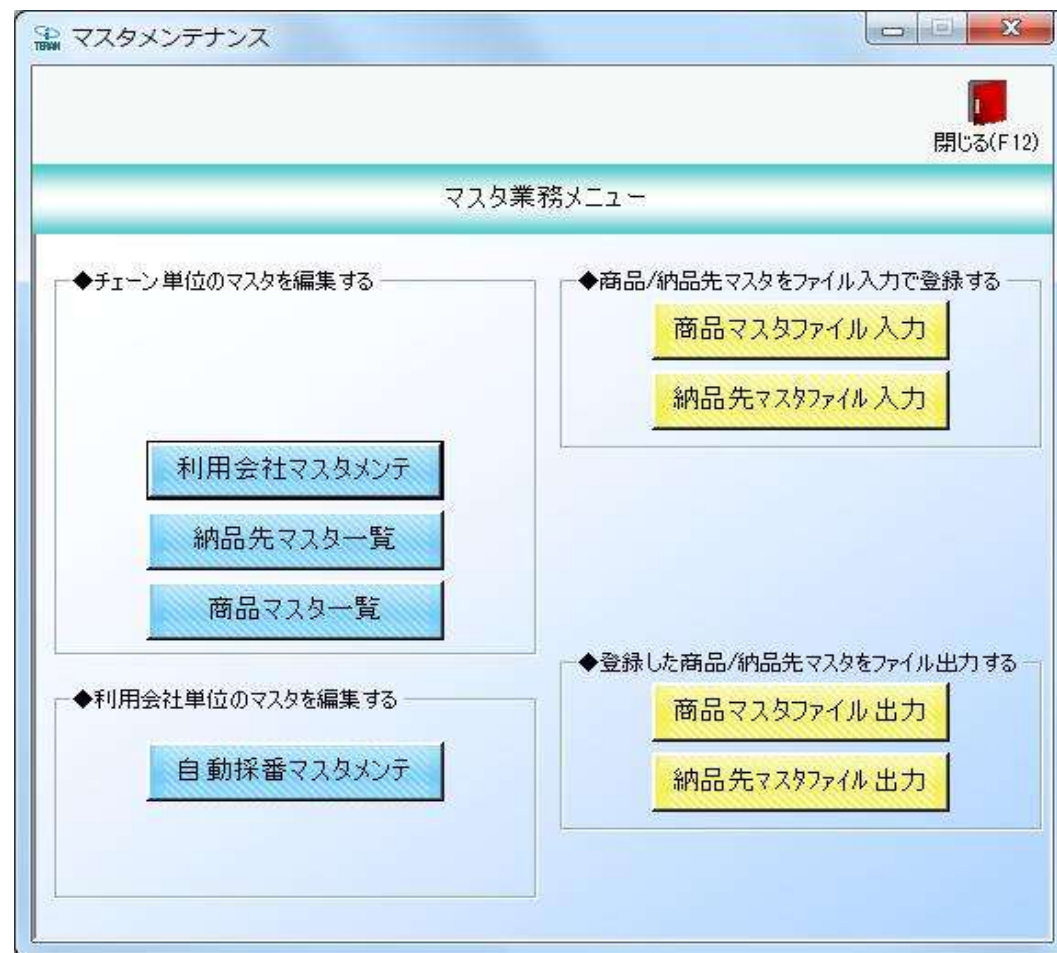 TERAN マスタメンテナンス
閉じる(F12)
マスタ業務メニュー
◆チェーン単位のマスタを編集する
利用会社マスタメンテ
納品先マスタ一覧
商品マスタ一覧
◆利用会社単位のマスタを編集する
自動採番マスタメンテ
◆商品/納品先マスタをファイル入力で登録する
商品マスタファイル入力
納品先マスタファイル入力
◆登録した商品/納品先マスタをファイル出力する
商品マスタファイル出力
納品先マスタファイル出力